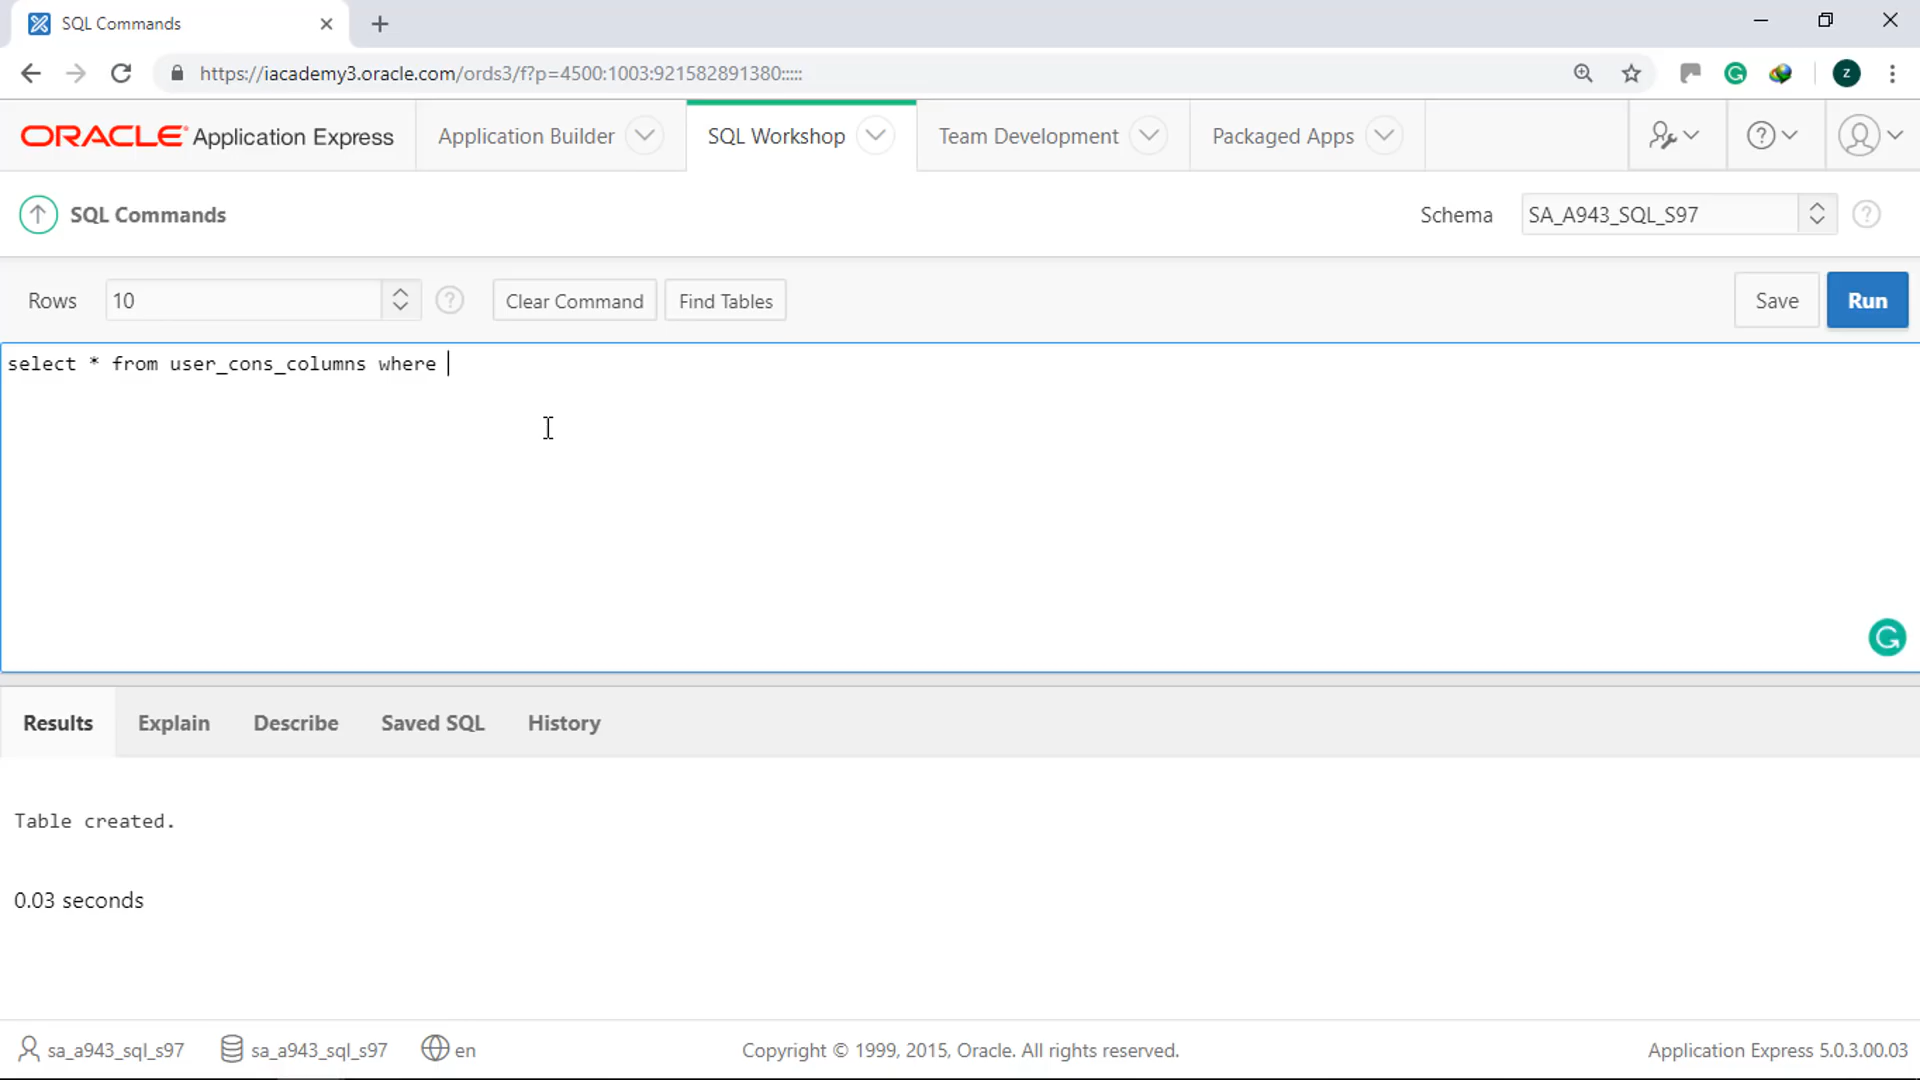 SQL Commands
https://iacademy3.oracle.com/ords3/f?p=4500:1003:921582891380:::::
z
ORACLE Application Express
Application Builder
SQL Workshop
Team Development
Packaged Apps
SQL Commands
Schema
SA_A943_SQL_S97
Rows
10
Clear Command
Find Tables
Save
Run
select * from user_cons_columns where
Results
Explain
Describe
Saved SQL
History
Table created.
0.03 seconds
sa_a943_sql_s97
sa_a943_sql_s97
en
Copyright © 1999, 2015, Oracle. All rights reserved.
Application Express 5.0.3.00.03